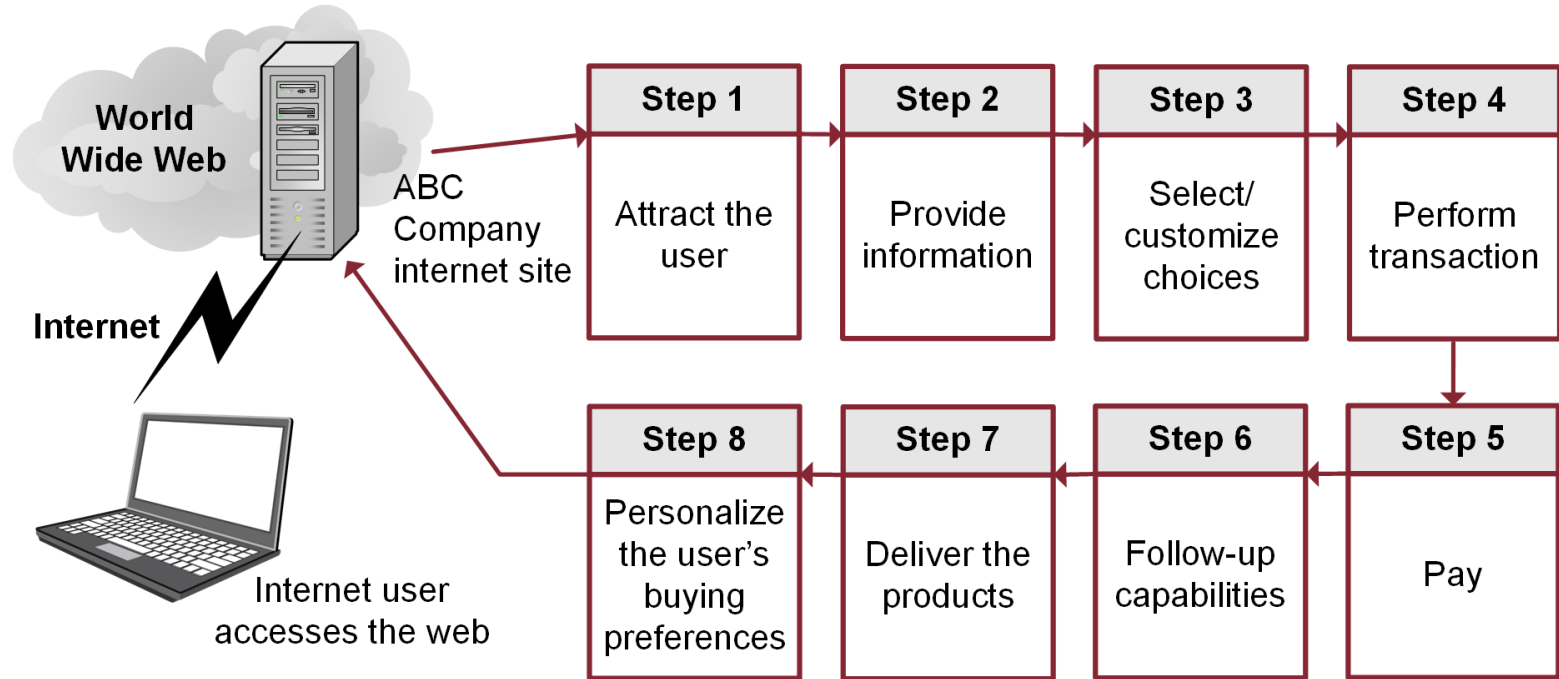 World
Wide Web
ABC
Company
internet site
Internet
Internet user
accesses the web
Step 1
Attract the
user
Step 2
Provide
information
Step 3
Select/
customize
choices
Step 4
Perform
transaction
Step 5
Pay
Step 6
Follow-up
capabilities
Step 7
Deliver the
products
Step 8
Personalize
the user’s
buying
preferences